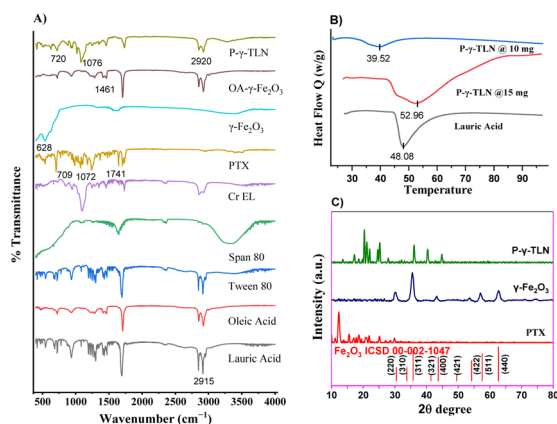 A)
P-γ-TLN
720
1076
2920
OA-γ-Fe₂O₃
1461
γ-Fe₂O₃
628
PTX
709
1072
1741
Cr EL
Span 80
Tween 80
Oleic Acid
Lauric Acid
2915
% Transmittance
400 1000 1500 2000 2500 3000 3500 4000
Wavenumber (cm⁻¹)
B)
39.52
P-γ-TLN @ 10 mg
P-γ-TLN @15 mg
52.96
Lauric Acid
48.08
Heat Flow Q (w/g)
30 40 50 60 70 80 90
Temperature
C)
P-γ-TLN
γ-Fe₂O₃
PTX
Fe₂O₃ ICSD 00-002-1047
(220) (310) (311) (321) (400) (421) (422) (511) (440)
Intensity (a.u.)
10 20 30 40 50 60 70 80
2θ degree